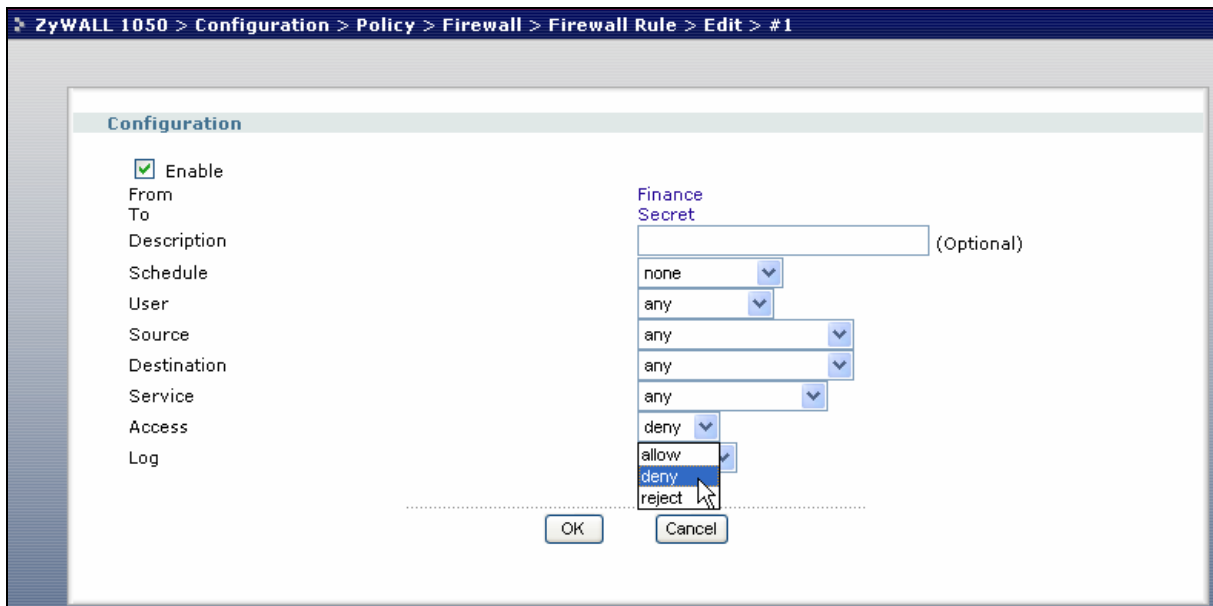 ZyWALL 1050 > Configuration > Policy > Firewall > Firewall Rule > Edit > #1
Configuration
Enable
From Finance
To Secret
Description (Optional)
Schedule none
User any
Source any
Destination any
Service any
Access deny
Log allow
deny
reject
OK Cancel